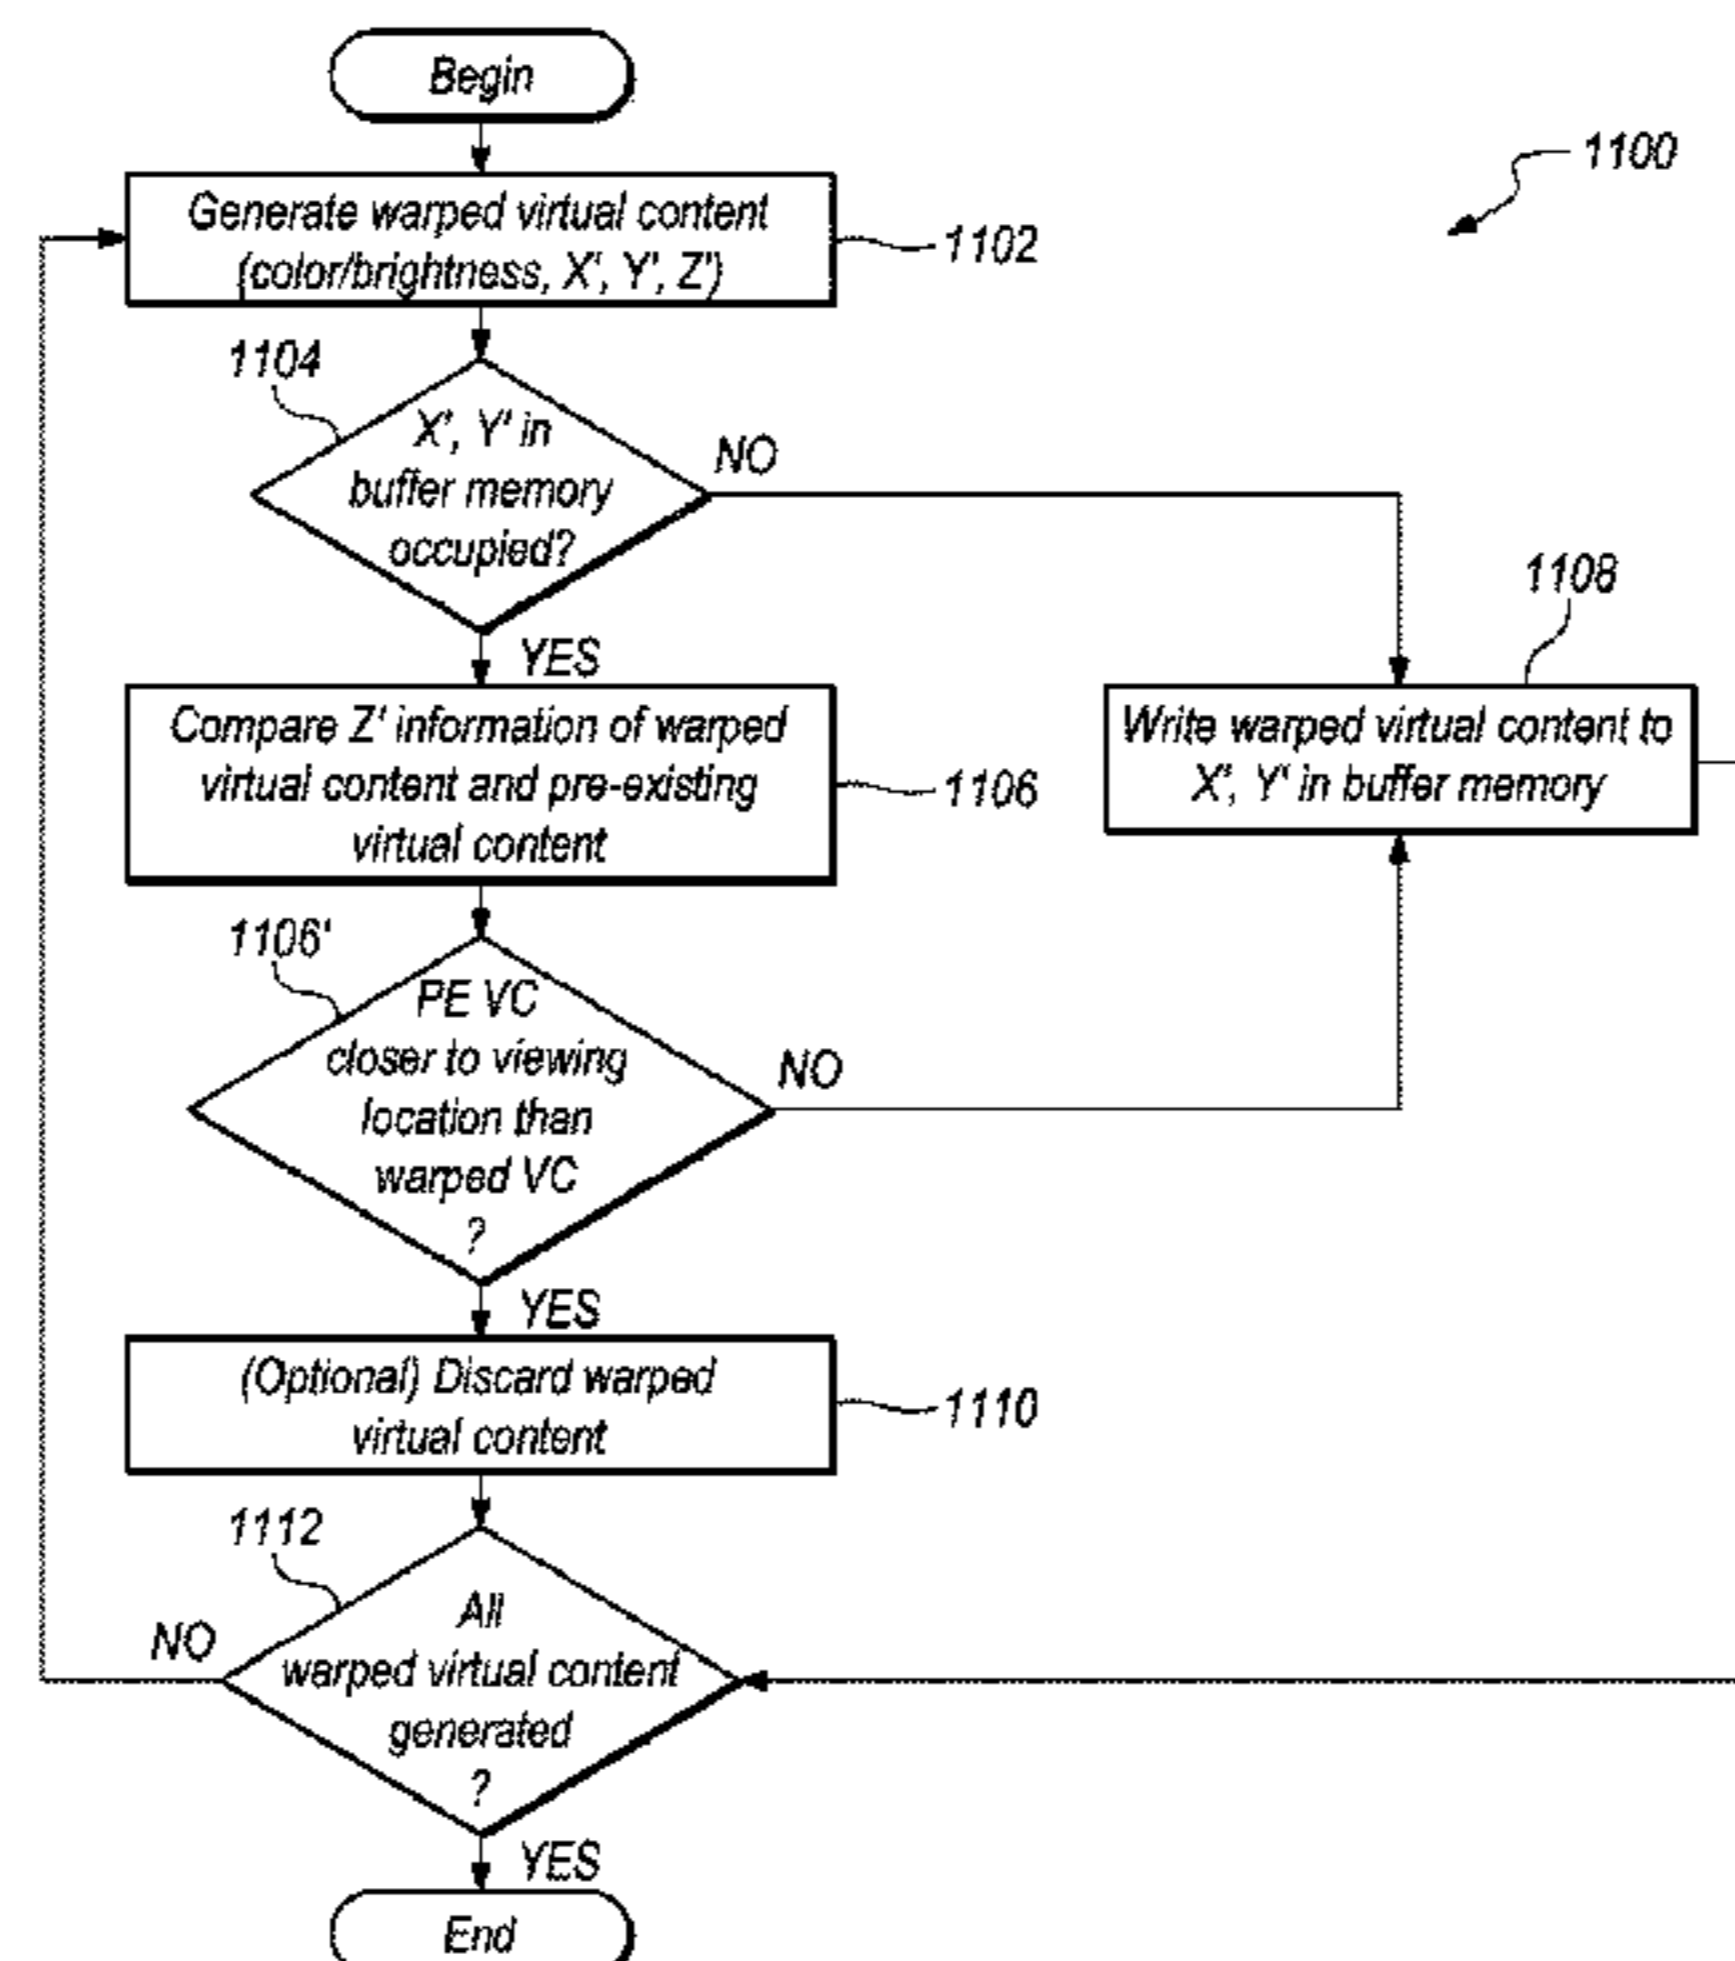 Begin
1100
Generate warped virtual content
(color/brightness, X', Y', Z')
1102
1104
X', Y' in
buffer memory
occupied?
NO
YES
1108
Compare Z' information of warped
virtual content and pre-existing
virtual content
1106
Write warped virtual content to
X', Y' in buffer memory
1106'
PE VC
closer to viewing
location than
warped VC
?
NO
YES
(Optional) Discard warped
virtual content
1110
1112
All
warped virtual content
generated
?
NO
YES
End